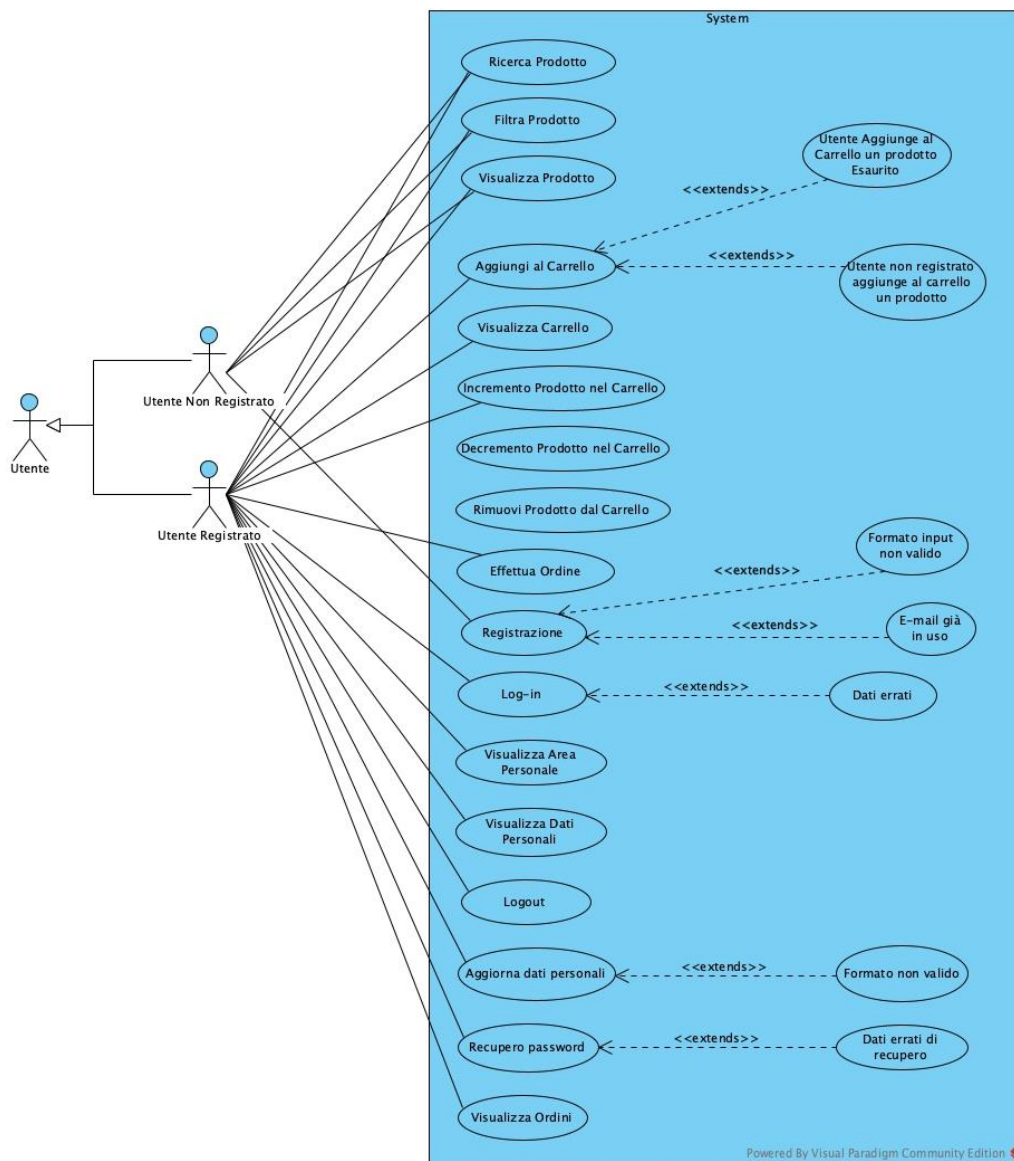 System
Ricerca Prodotto
Filtra Prodotto
Visualizza Prodotto
Utente Aggiunge al
Carrello un prodotto
Esaurito
<<extends>>
Aggiungi al Carrello
<<extends>>
Utente non registrato
aggiunge al carrello
un prodotto
Visualizza Carrello
Incremento Prodotto nel Carrello
Utente Non Registrato
Utente
Decremento Prodotto nel Carrello
Rimuovi Prodotto dal Carrello
Utente Registrato
Formato input
non valido
<<extends>>
Effettua Ordine
Registrazione
<<extends>>
E-mail già
in uso
Log-in
<<extends>>
Dati errati
Visualizza Area
Personale
Visualizza Dati
Personali
Logout
Aggiorna dati personali
<<extends>>
Formato non valido
Recupero password
<<extends>>
Dati errati di
recupero
Visualizza Ordini
Powered By Visual Paradigm Community Edition